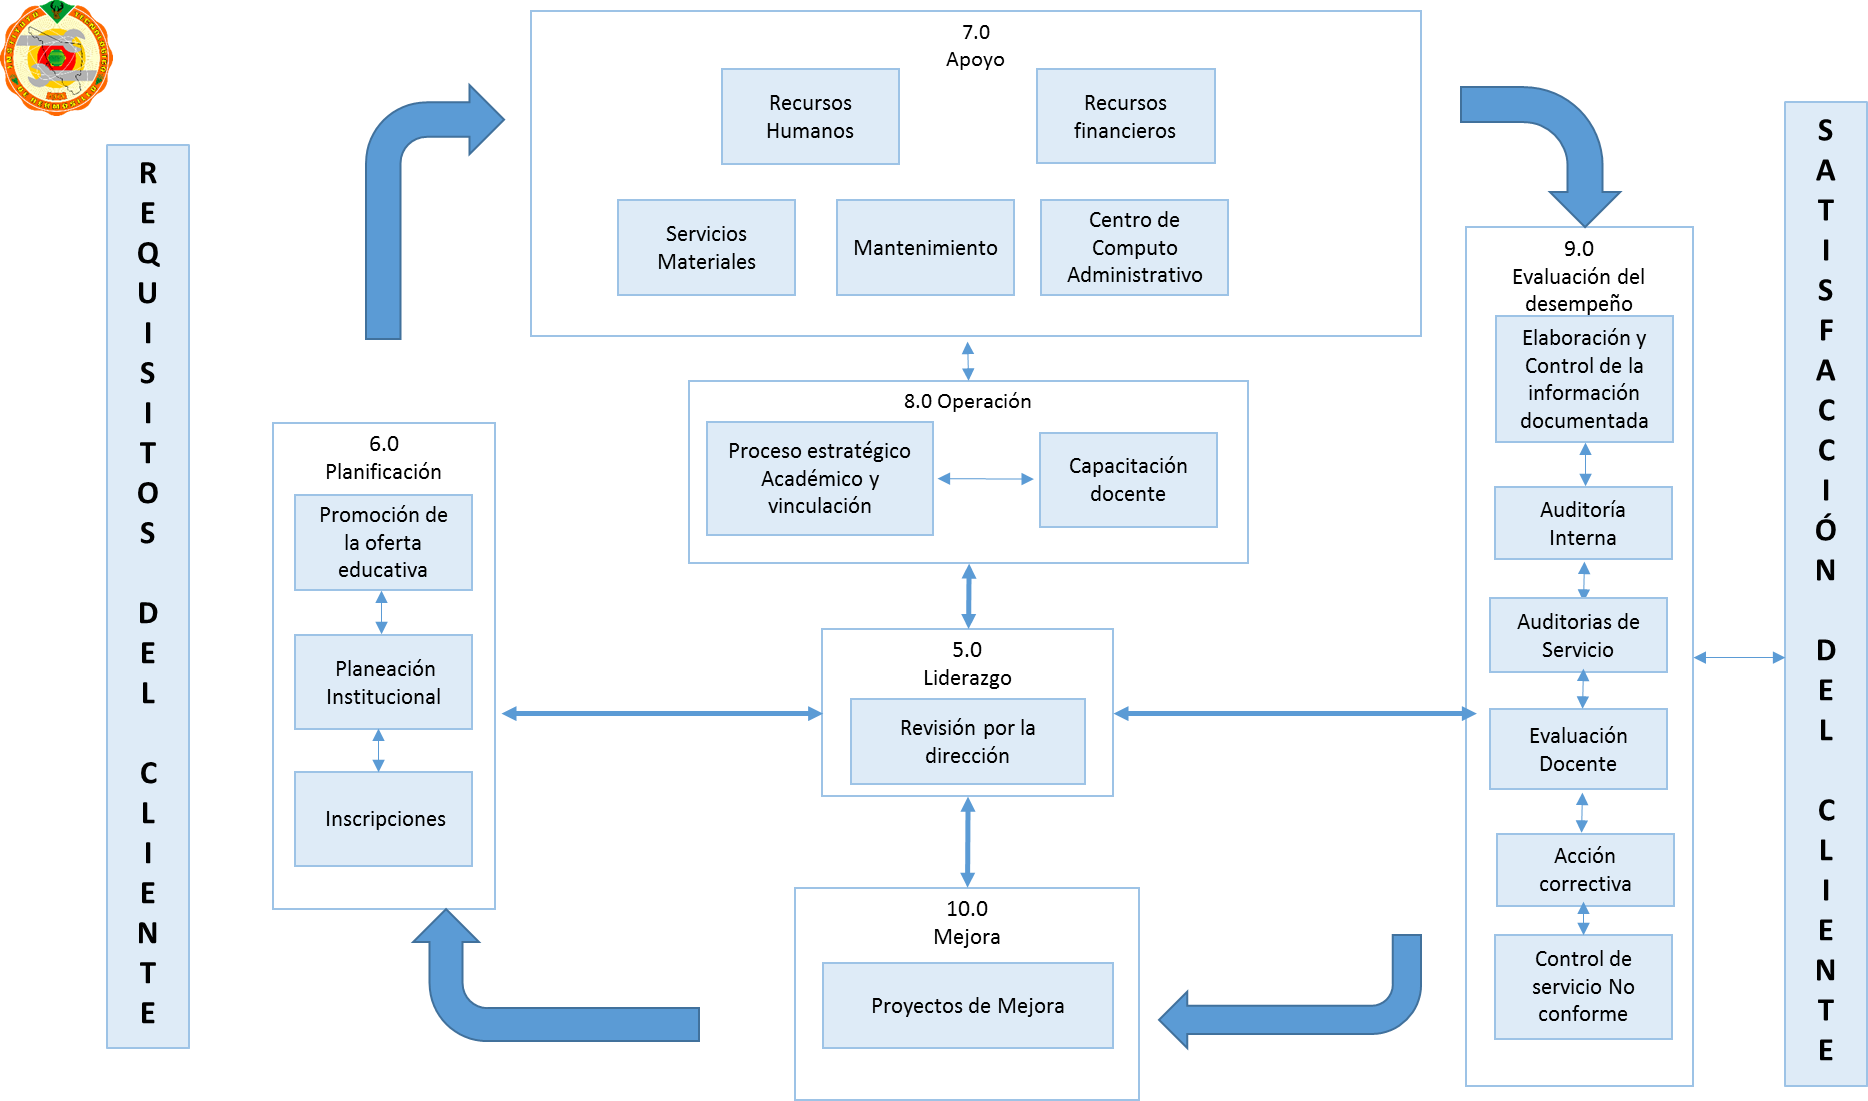 INSTITUTO TECNOLOGICO
DE HERMOSILLO
REQUISITOS DEL CLIENTE
7.0
Apoyo
Recursos
Humanos
Recursos
financieros
Servicios
Materiales
Mantenimiento
Centro de
Computo
Administrativo
8.0 Operación
Proceso estratégico
Académico y
vinculación
Capacitación
docente
6.0
Planificación
Promoción de
la oferta
educativa
Planeación
Institucional
Inscripciones
5.0
Liderazgo
Revisión por la
dirección
10.0
Mejora
Proyectos de Mejora
9.0
Evaluación del
desempeño
Elaboración y
Control de la
información
documentada
Auditoría
Interna
Auditorias de
Servicio
Evaluación
Docente
Acción
correctiva
Control de
servicio No
conforme
SATISFACCIÓN DEL CLIENTE